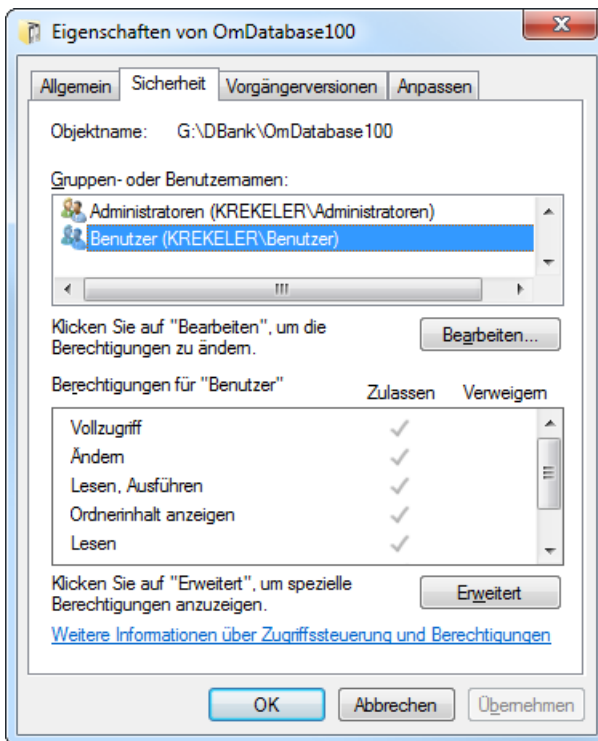 Eigenschaften von OmDatabase100
Allgemein Sicherheit Vorgängerversionen Anpassen
Objektname: G:\DBank\OmDatabase100
Gruppen- oder Benutzernamen:
Administratoren (KREKELER\Administratoren)
Benutzer (KREKELER\Benutzer)
Klicken Sie auf "Bearbeiten", um die
Berechtigungen zu ändern.
Bearbeiten...
Berechtigungen für "Benutzer" Zulassen Verweigern
Vollzugriff
Ändern
Lesen, Ausführen
Ordnerinhalt anzeigen
Lesen
Klicken Sie auf "Erweitert", um spezielle
Berechtigungen anzuzeigen.
Erweitert
Weitere Informationen über Zugriffssteuerung und Berechtigungen
OK Abbrechen Übernehmen